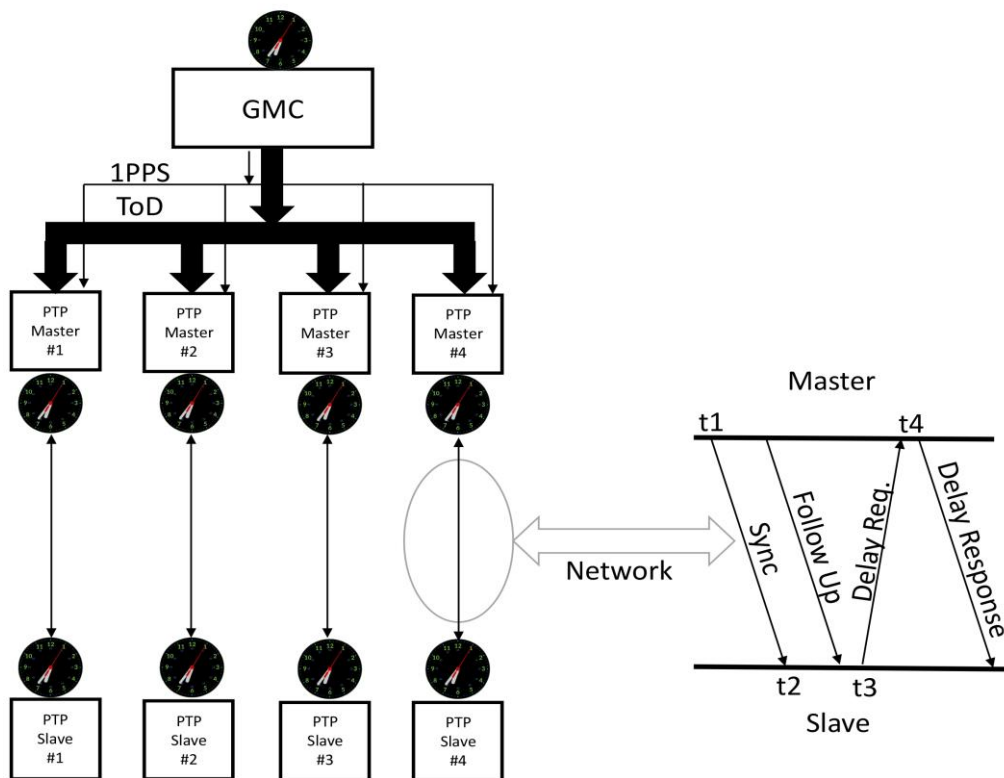 GMC
1PPS
ToD
PTP
Master
#1
PTP
Master
#2
PTP
Master
#3
PTP
Master
#4
PTP
Slave
#1
PTP
Slave
#2
PTP
Slave
#3
PTP
Slave
#4
Network
Master
t1
t4
Sync
Follow Up
Delay Req.
Delay Response
t2
t3
Slave